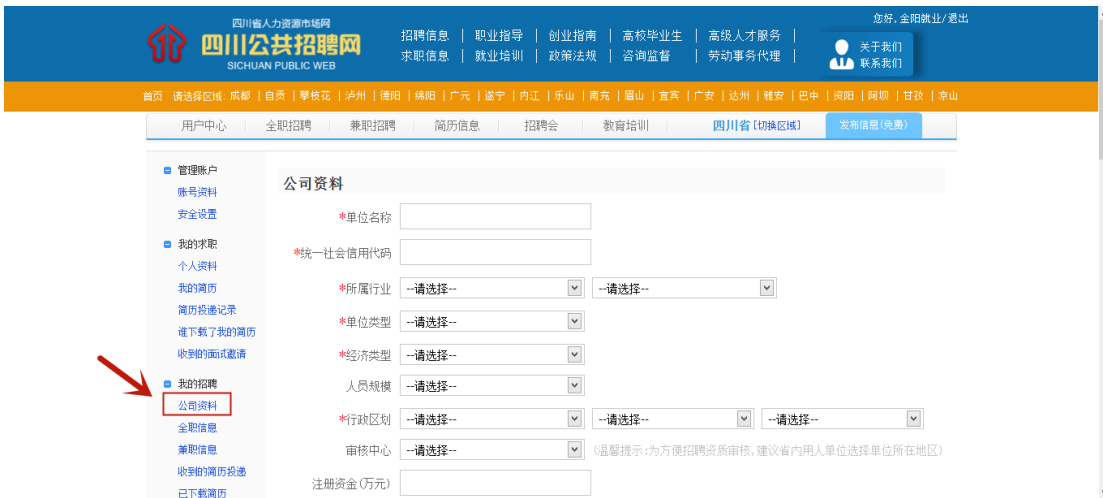 您好,金阳就业/退出
四川省人力资源市场网
四川公共招聘网
SICHUAN PUBLIC WEB
招聘信息 | 职业指导 | 创业指南 | 高校毕业生 | 高级人才服务 |
求职信息 | 就业培训 | 政策法规 | 咨询监督 | 劳动事务代理 |
关于我们
联系我们
首页 请选择区域: 成都 | 自贡 | 攀枝花 | 泸州 | 德阳 | 绵阳 | 广元 | 遂宁 | 内江 | 乐山 | 南充 | 眉山 | 宜宾 | 广安 | 达州 | 雅安 | 巴中 | 资阳 | 阿坝 | 甘孜 | 凉山
用户中心 全职招聘 兼职招聘 简历信息 招聘会 教育培训 四川省 [切换区域] 发布信息(免费)
管理账户
账号资料
安全设置
我的求职
个人资料
我的简历
简历投递记录
谁下载了我的简历
收到的面试邀请
我的招聘
公司资料
全职信息
兼职信息
收到的简历投递
已下载简历
公司资料
*单位名称
*统一社会信用代码
*所属行业 --请选择-- --请选择--
*单位类型 --请选择--
*经济类型 --请选择--
人员规模 --请选择--
*行政区划 --请选择-- --请选择-- --请选择--
审核中心 --请选择-- (温馨提示:为方便招聘资质审核,建议省内用人单位选择单位所在地区)
注册资金(万元)